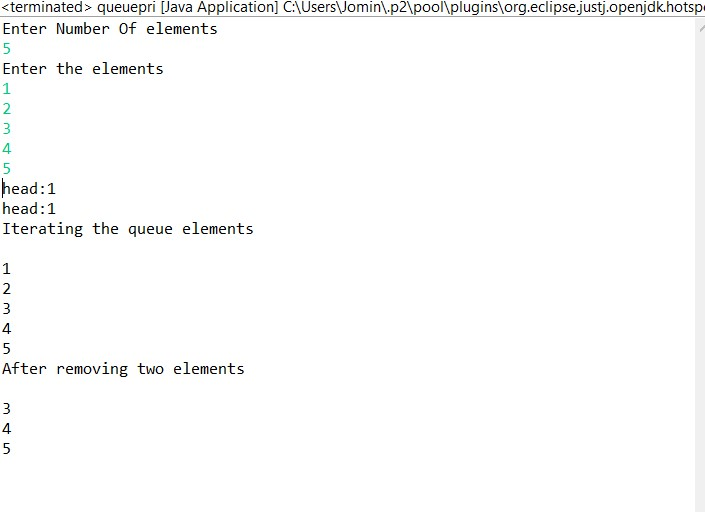 <terminated> queuepri [Java Application] C:\Users\Jomin\.p2\pool\plugins\org.eclipse.justj.openjdk.hotsp
Enter Number Of elements
5
Enter the elements
1
2
3
4
5
head:1
head:1
Iterating the queue elements
1
2
3
4
5
After removing two elements
3
4
5